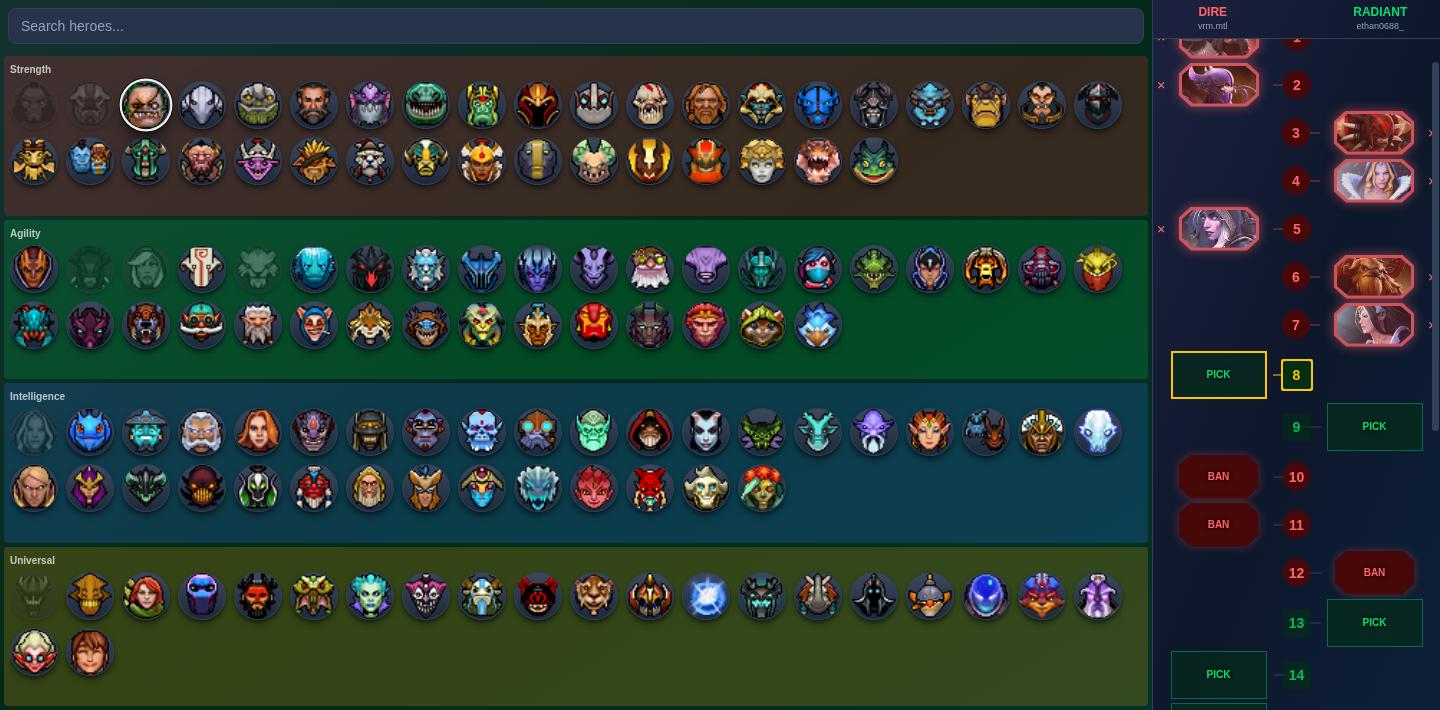 Search heroes...
Strength
Agility
Intelligence
Universal
DIRE
vrm.mtl
RADIANT
ethan0688_
1
× 2
3
4
× 5
6
7
PICK 8
9 PICK
BAN 10
BAN 11
12 BAN
13 PICK
PICK 14